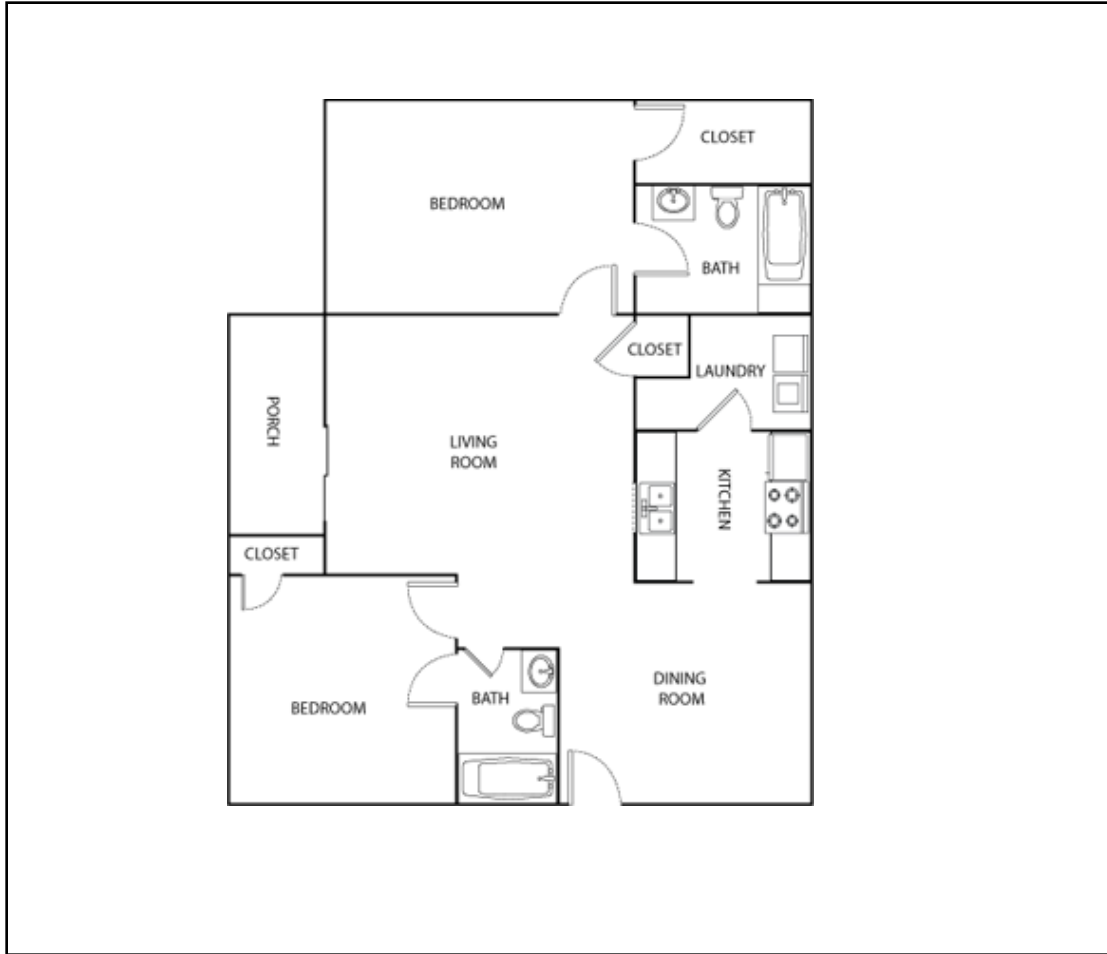 CLOSET
BEDROOM
BATH
CLOSET
LAUNDRY
PORCH
LIVING
ROOM
KITCHEN
CLOSET
DINING
ROOM
BATH
BEDROOM